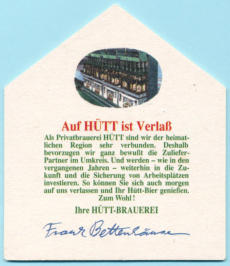 Auf HÜTT ist Verlaß
Als Privatbrauerei HÜTT sind wir der heimat-
lichen Region sehr verbunden. Deshalb
bevorzugen wir ganz bewußt die Zuliefer-
Partner im Umkreis. Und werden – wie in den
vergangenen Jahren – weiterhin in die Zu-
kunft und die Sicherung von Arbeitsplätzen
investieren. So können Sie sich auch morgen
auf uns verlassen und Ihr Hütt-Bier genießen.
Zum Wohl!
Ihre HÜTT-BRAUEREI
Frank Bettenhäuser